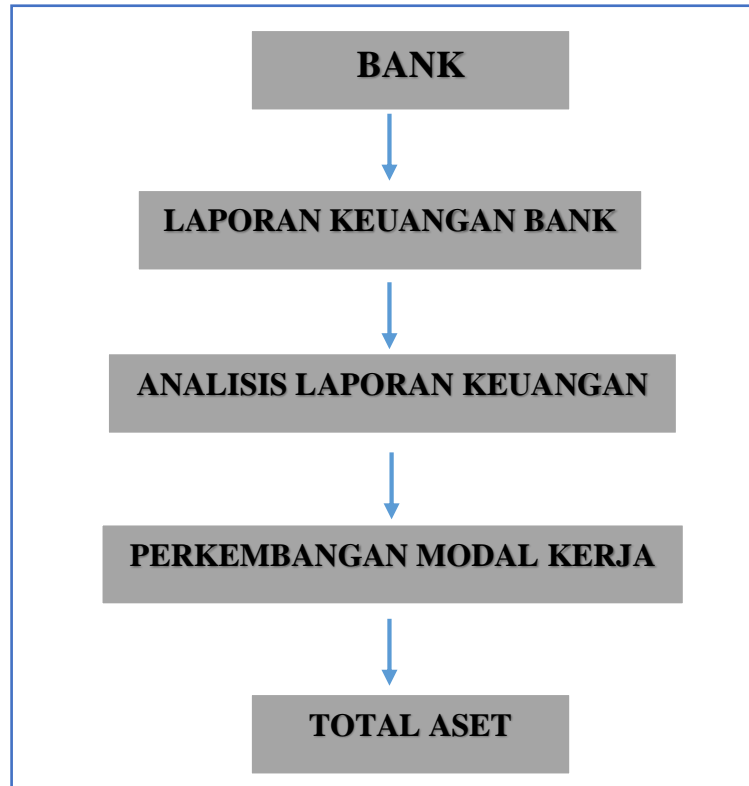 BANK
LAPORAN KEUANGAN BANK
ANALISIS LAPORAN KEUANGAN
PERKEMBANGAN MODAL KERJA
TOTAL ASET